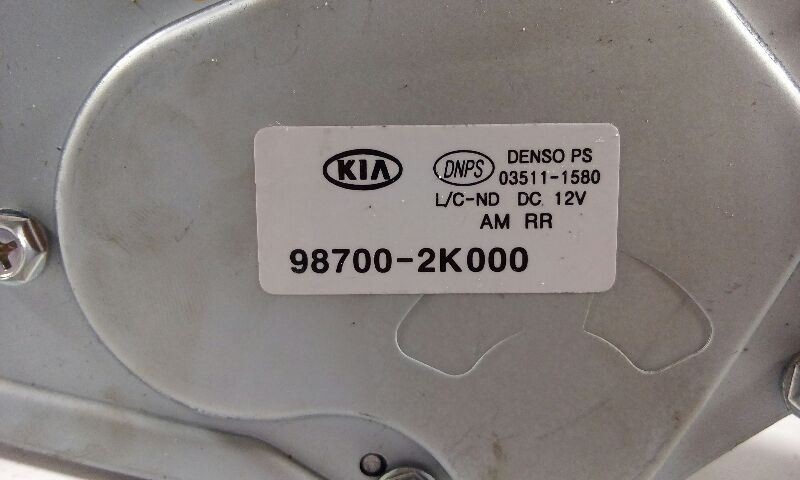 KIA
DNPS
DENSO PS
03511-1580
L/C-ND DC 12V
AM RR
98700-2K000